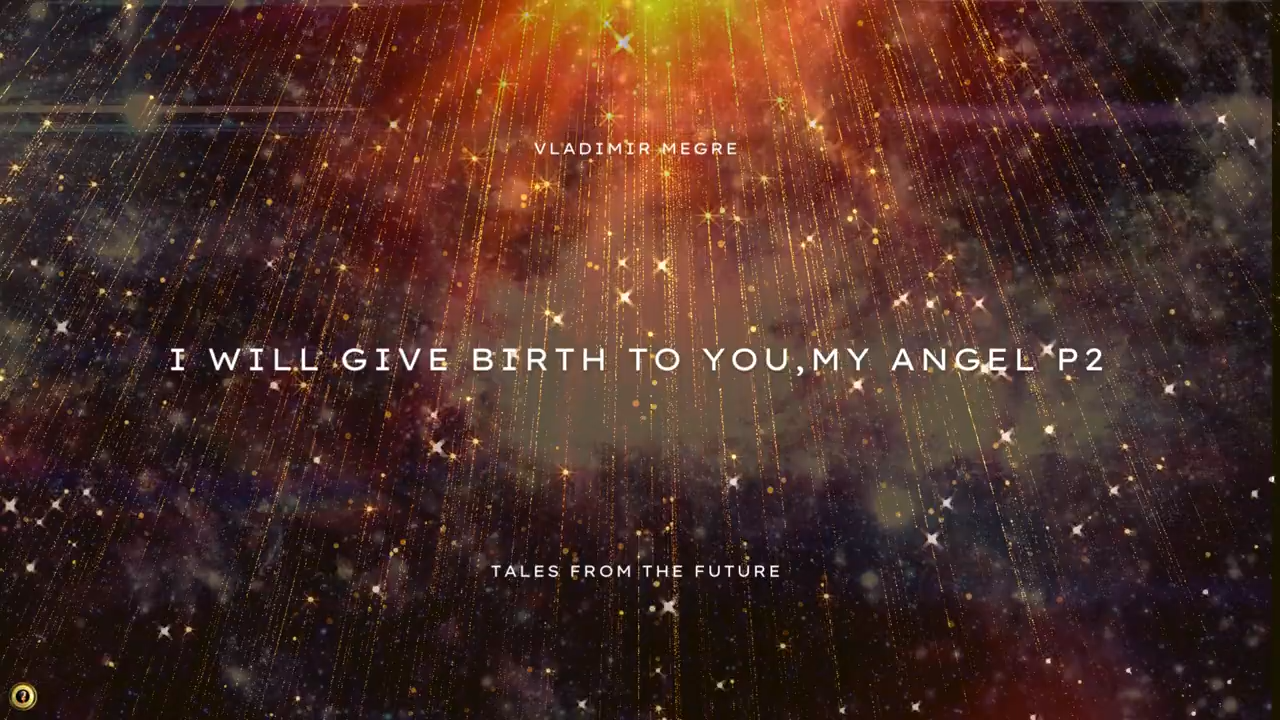 VLADIMIR MEGRE
I WILL GIVE BIRTH TO YOU,MY ANGEL P2
TALES FROM THE FUTURE